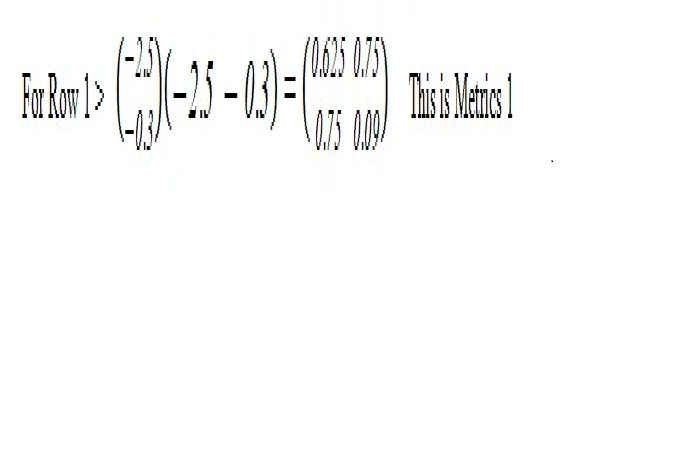 For Row 1 > (−2.5 −0.3)(−2.5 − 0.3) = (0.625 0.75 0.75 0.09) This is Metrics 1